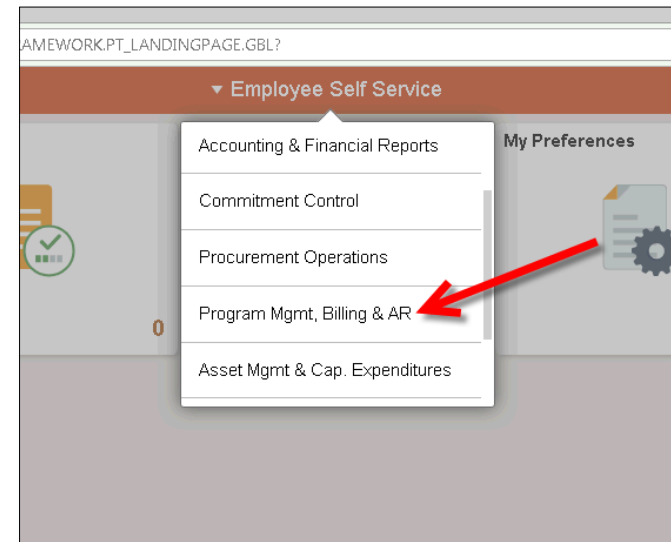 AMEWORK.PT_LANDINGPAGE.GBL?
▾ Employee Self Service
Accounting & Financial Reports
My Preferences
Commitment Control
Procurement Operations
Program Mgmt, Billing & AR
0
Asset Mgmt & Cap. Expenditures